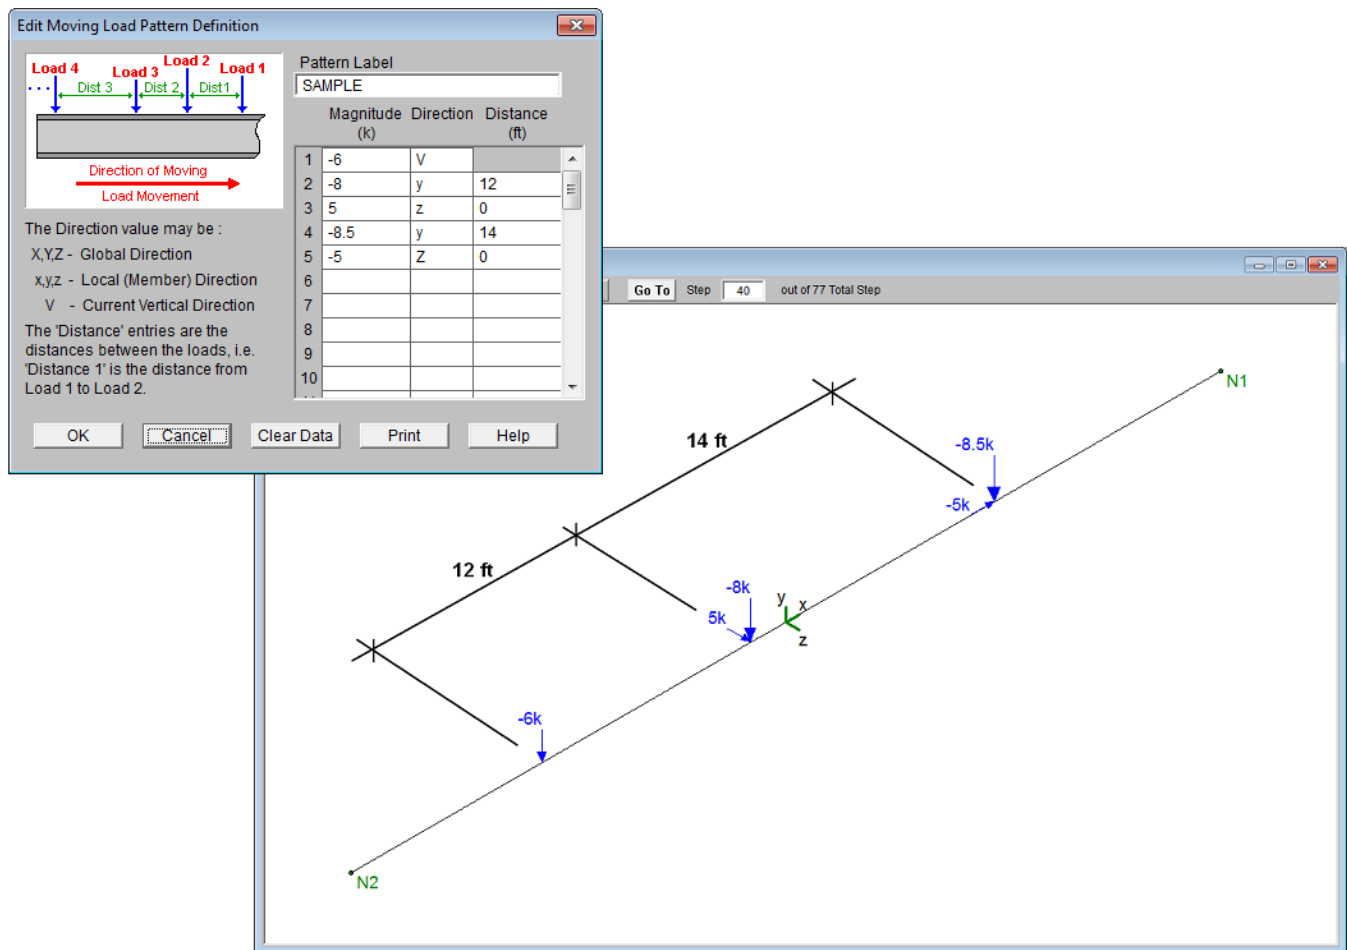 Edit Moving Load Pattern Definition
Load 4
Load 3
Load 2
Load 1
Dist 3
Dist 2
Dist1
Direction of Moving
Load Movement
The Direction value may be :
X,Y,Z - Global Direction
x,y,z - Local (Member) Direction
V - Current Vertical Direction
The 'Distance' entries are the
distances between the loads, i.e.
'Distance 1' is the distance from
Load 1 to Load 2.
Pattern Label
SAMPLE
Magnitude Direction Distance
(k) (ft)
1 -6 V
2 -8 y 12
3 5 z 0
4 -8.5 y 14
5 -5 Z 0
6
7
8
9
10
OK Cancel Clear Data Print Help
Go To Step 40 out of 77 Total Step
N1
14 ft
-8.5k
-5k
12 ft
-8k
5k
y
x
z
-6k
N2